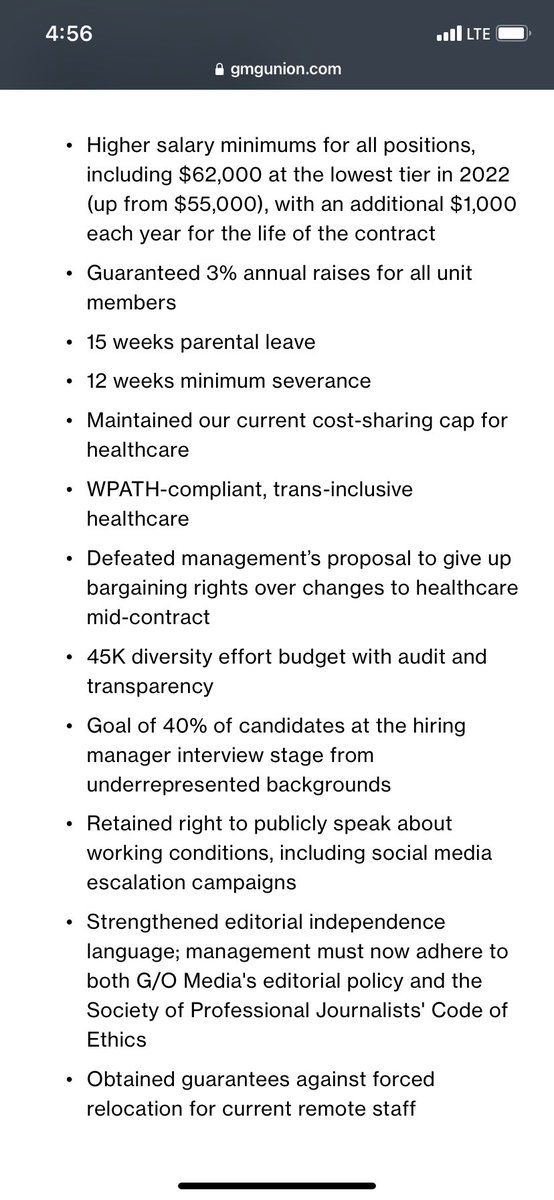 4:56
LTE
gmgunion.com
• Higher salary minimums for all positions,
including $62,000 at the lowest tier in 2022
(up from $55,000), with an additional $1,000
each year for the life of the contract
• Guaranteed 3% annual raises for all unit
members
• 15 weeks parental leave
• 12 weeks minimum severance
• Maintained our current cost-sharing cap for
healthcare
• WPATH-compliant, trans-inclusive
healthcare
• Defeated management’s proposal to give up
bargaining rights over changes to healthcare
mid-contract
• 45K diversity effort budget with audit and
transparency
• Goal of 40% of candidates at the hiring
manager interview stage from
underrepresented backgrounds
• Retained right to publicly speak about
working conditions, including social media
escalation campaigns
• Strengthened editorial independence
language; management must now adhere to
both G/O Media's editorial policy and the
Society of Professional Journalists' Code of
Ethics
• Obtained guarantees against forced
relocation for current remote staff